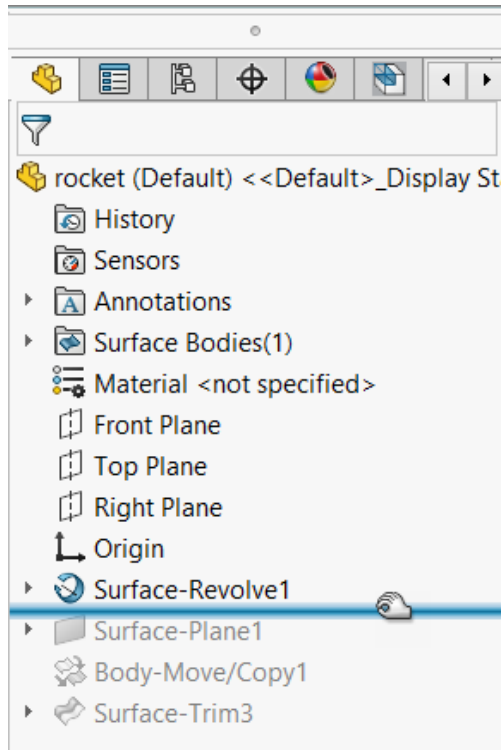 rocket (Default) <<Default>_Display St
History
Sensors
Annotations
Surface Bodies(1)
Material <not specified>
Front Plane
Top Plane
Right Plane
Origin
Surface-Revolve1
Surface-Plane1
Body-Move/Copy1
Surface-Trim3